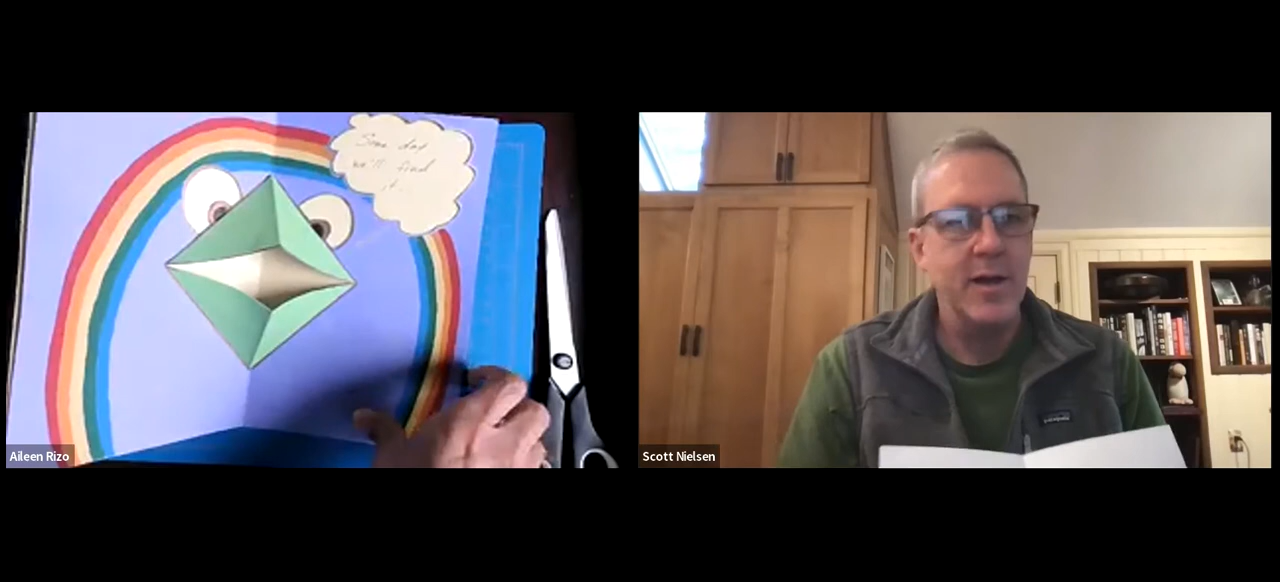 Some day
we'll find
it...
Aileen Rizo
Scott Nielsen